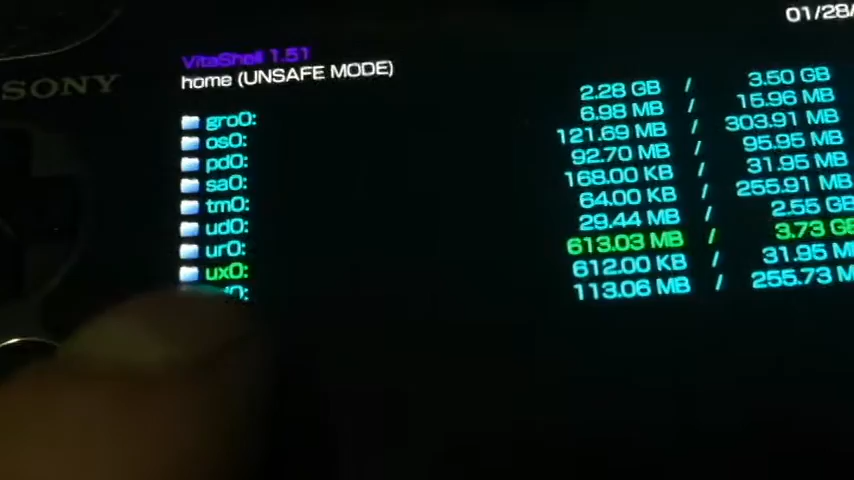 01/28/
SONY
VitaShell 1.51
home (UNSAFE MODE)
gro0: 2.28 GB / 3.50 GB
os0: 6.98 MB / 15.96 MB
pd0: 121.69 MB / 303.91 MB
sa0: 92.70 MB / 95.95 MB
tm0: 168.00 KB / 31.95 MB
ud0: 64.00 KB / 255.91 MB
ur0: 29.44 MB / 2.55 GB
ux0: 613.03 MB / 3.73 GB
612.00 KB / 31.95 MB
113.06 MB / 255.73 MB